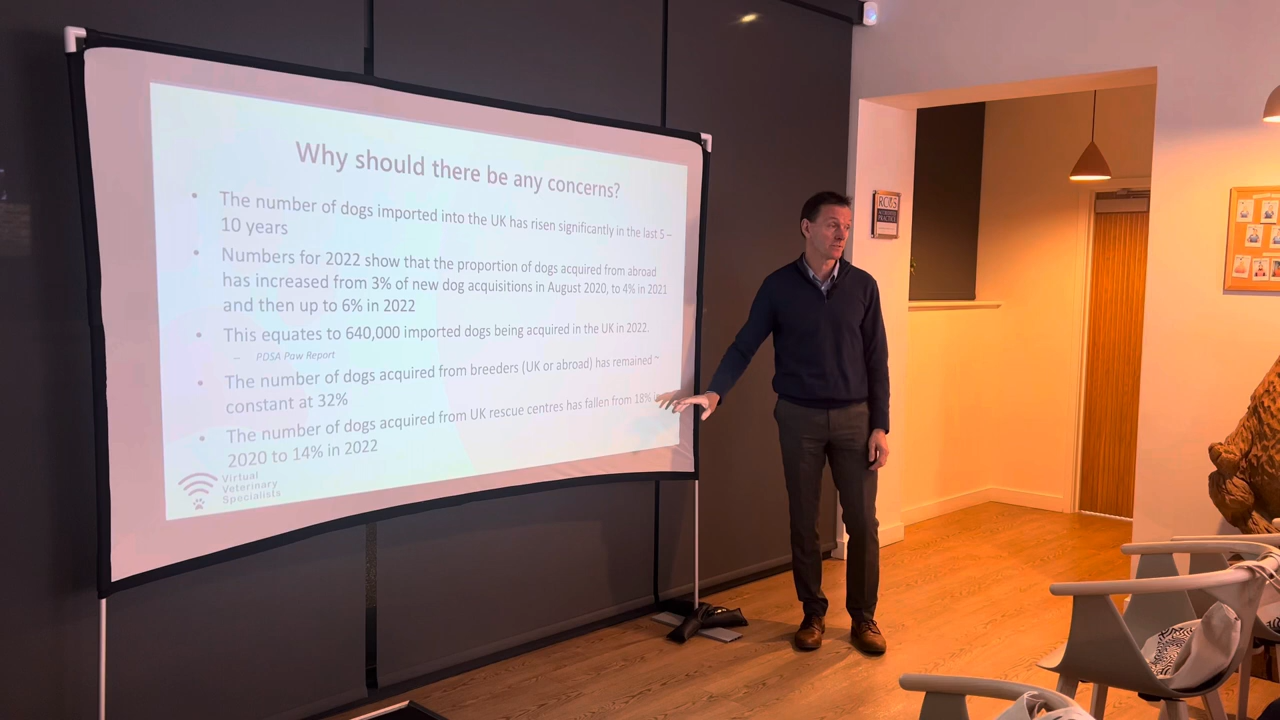 Why should there be any concerns?
• The number of dogs imported into the UK has risen significantly in the last 5 –
10 years
• Numbers for 2022 show that the proportion of dogs acquired from abroad
has increased from 3% of new dog acquisitions in August 2020, to 4% in 2021
and then up to 6% in 2022
• This equates to 640,000 imported dogs being acquired in the UK in 2022.
– PDSA Paw Report
• The number of dogs acquired from breeders (UK or abroad) has remained ~
constant at 32%
• The number of dogs acquired from UK rescue centres has fallen from 18% in
2020 to 14% in 2022
Virtual
Veterinary
Specialists
RCVS
ACCREDITED
PRACTICE